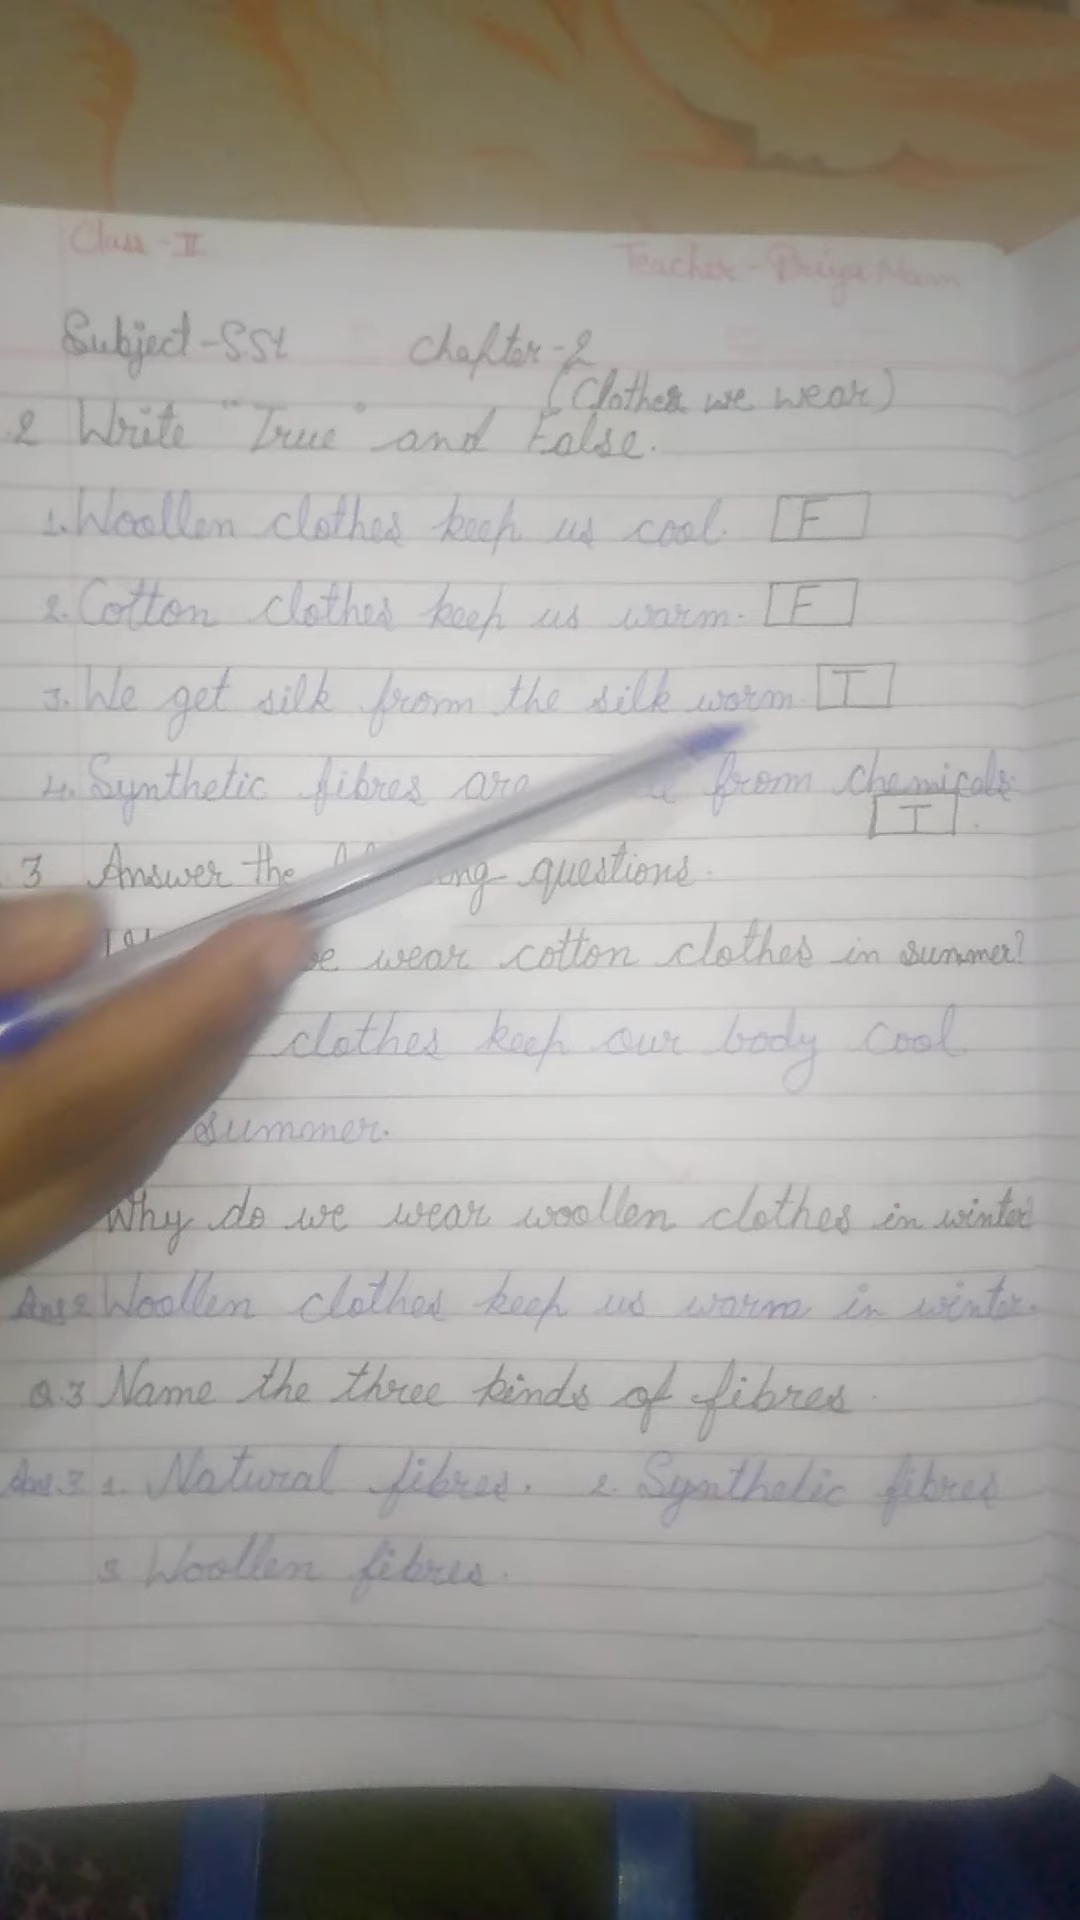 Class - II Teacher - Priya Mam
Subject - SSt Chapter - 2
(Clothes we wear)
2 Write "True" and False.
1. Woollen clothes keep us cool. F
2. Cotton clothes keep us warm. F
3. We get silk from the silk worm. T
4. Synthetic fibres are from chemicals
T
3 Answer the questions.
wear cotton clothes in summer?
clothes keep our body cool
summer.
Why do we wear woollen clothes in winter?
Ans 2 Woollen clothes keep us warm in winter.
Q.3 Name the three kinds of fibres.
Ans.3 1. Natural fibres. 2. Synthetic fibres
3 Woollen fibres.